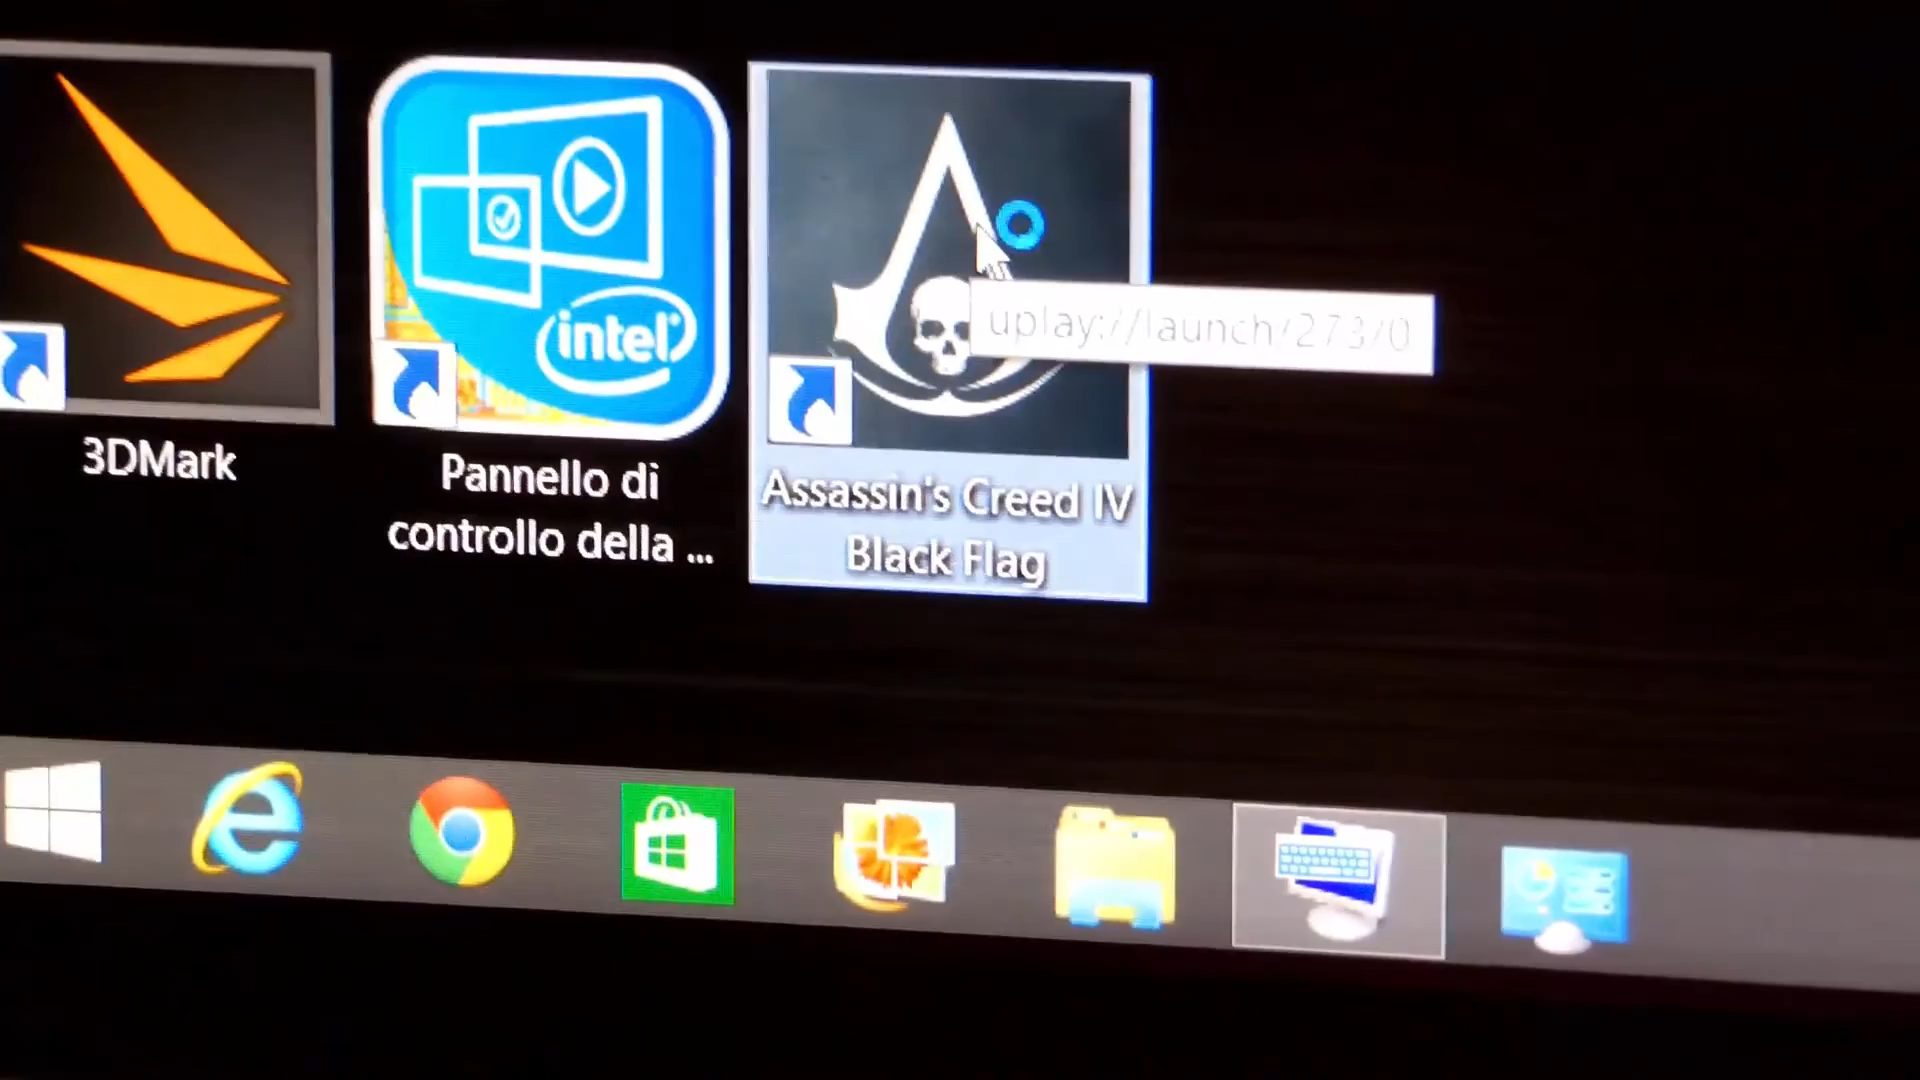 intel
uplay://launch/273/0
3DMark
Pannello di
controllo della ...
Assassin's Creed IV
Black Flag